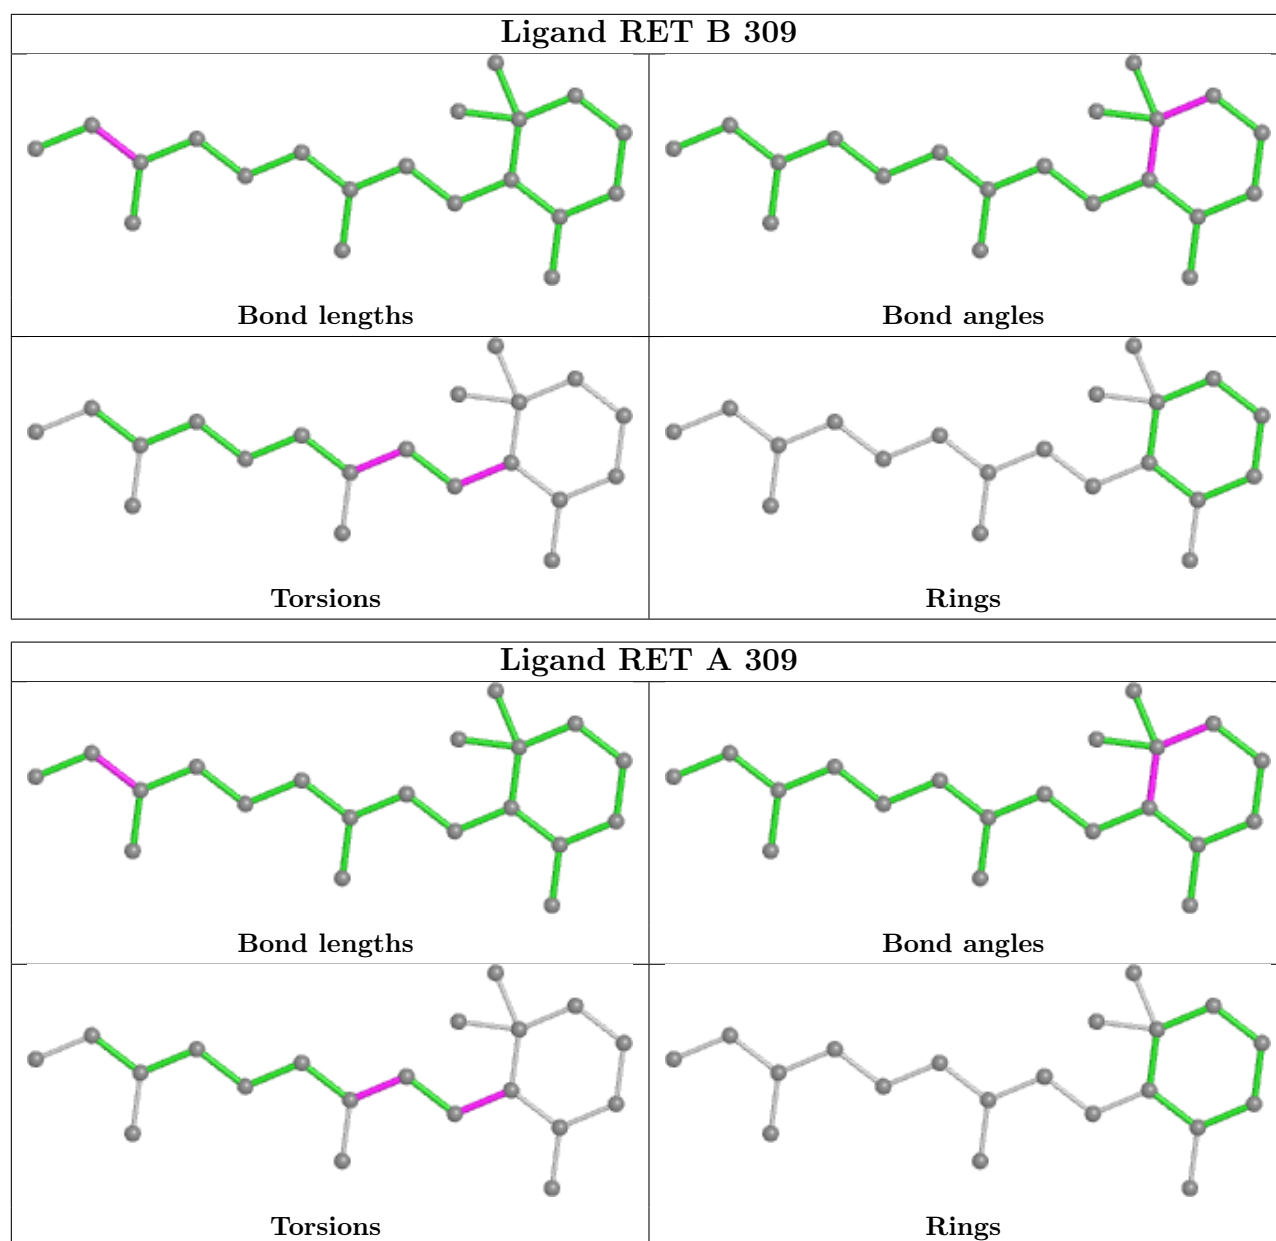 Ligand RET B 309
Bond lengths
Bond angles
Torsions
Rings
Ligand RET A 309
Bond lengths
Bond angles
Torsions
Rings